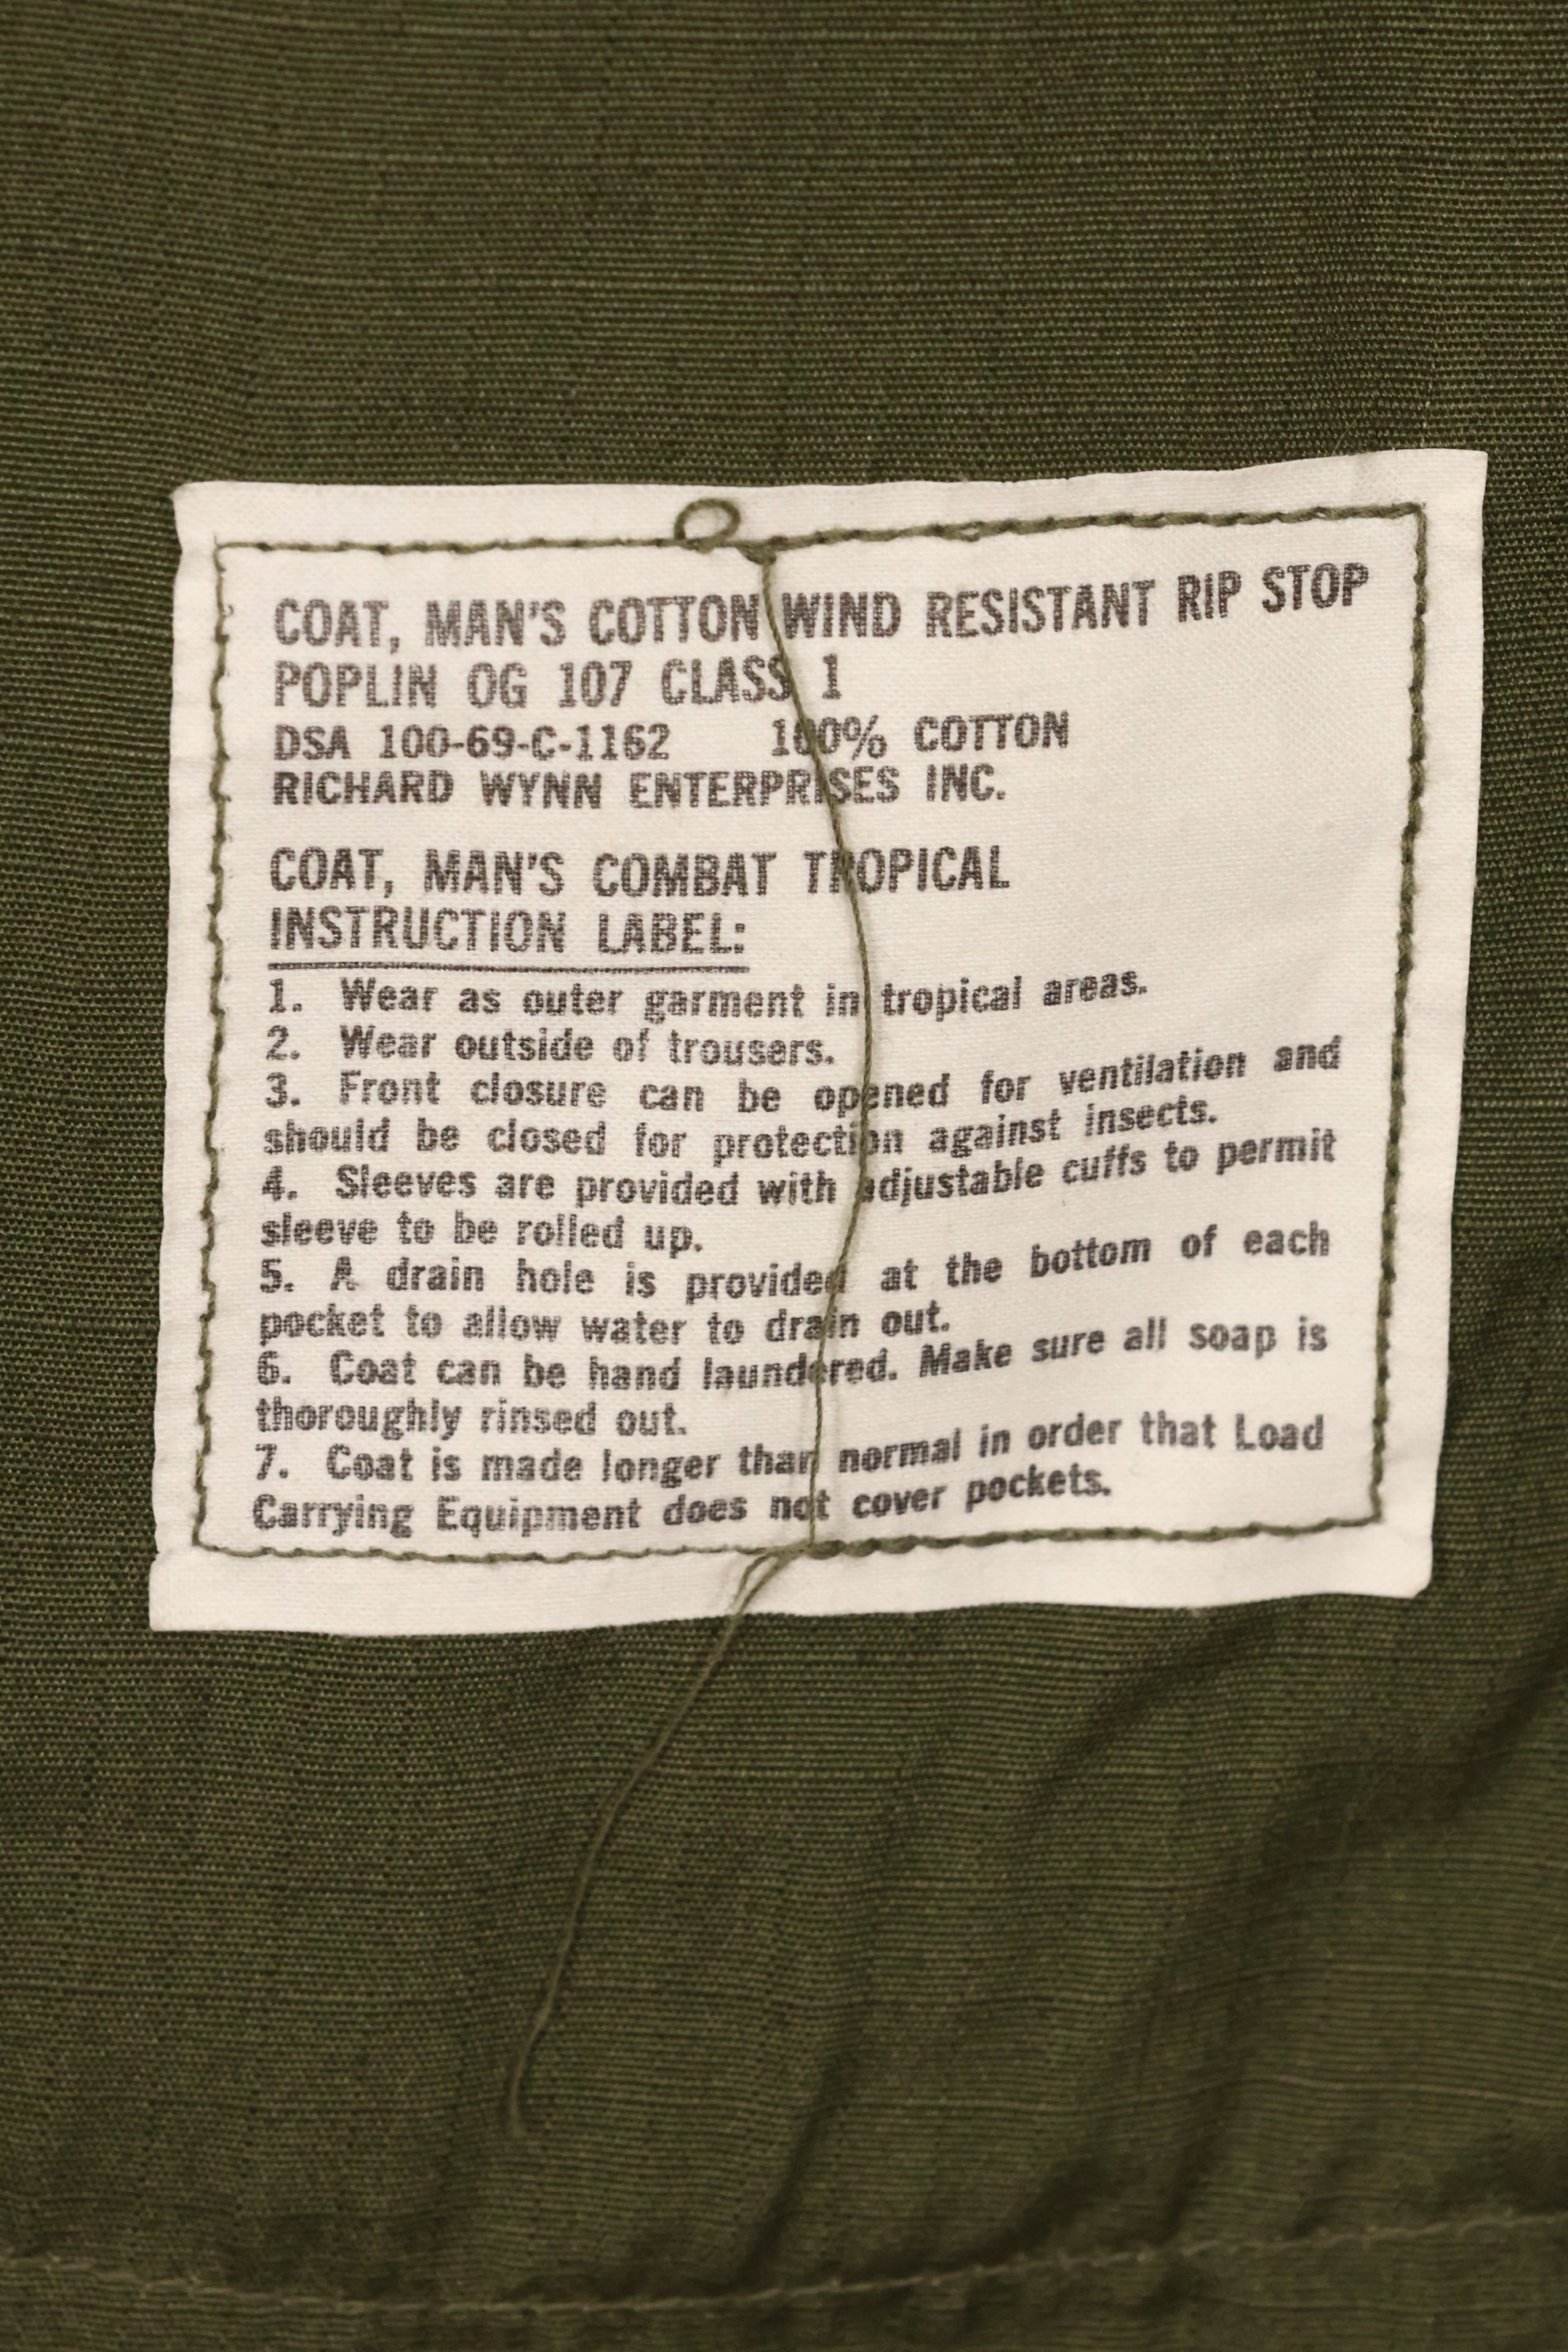 COAT, MAN'S COTTON WIND RESISTANT RIP STOP
POPLIN OG 107 CLASS 1
DSA 100-69-C-1162 100% COTTON
RICHARD WYNN ENTERPRISES INC.
COAT, MAN'S COMBAT TROPICAL
INSTRUCTION LABEL:
1. Wear as outer garment in tropical areas.
2. Wear outside of trousers.
3. Front closure can be opened for ventilation and
should be closed for protection against insects.
4. Sleeves are provided with adjustable cuffs to permit
sleeve to be rolled up.
5. A drain hole is provided at the bottom of each
pocket to allow water to drain out.
6. Coat can be hand laundered. Make sure all soap is
thoroughly rinsed out.
7. Coat is made longer than normal in order that Load
Carrying Equipment does not cover pockets.